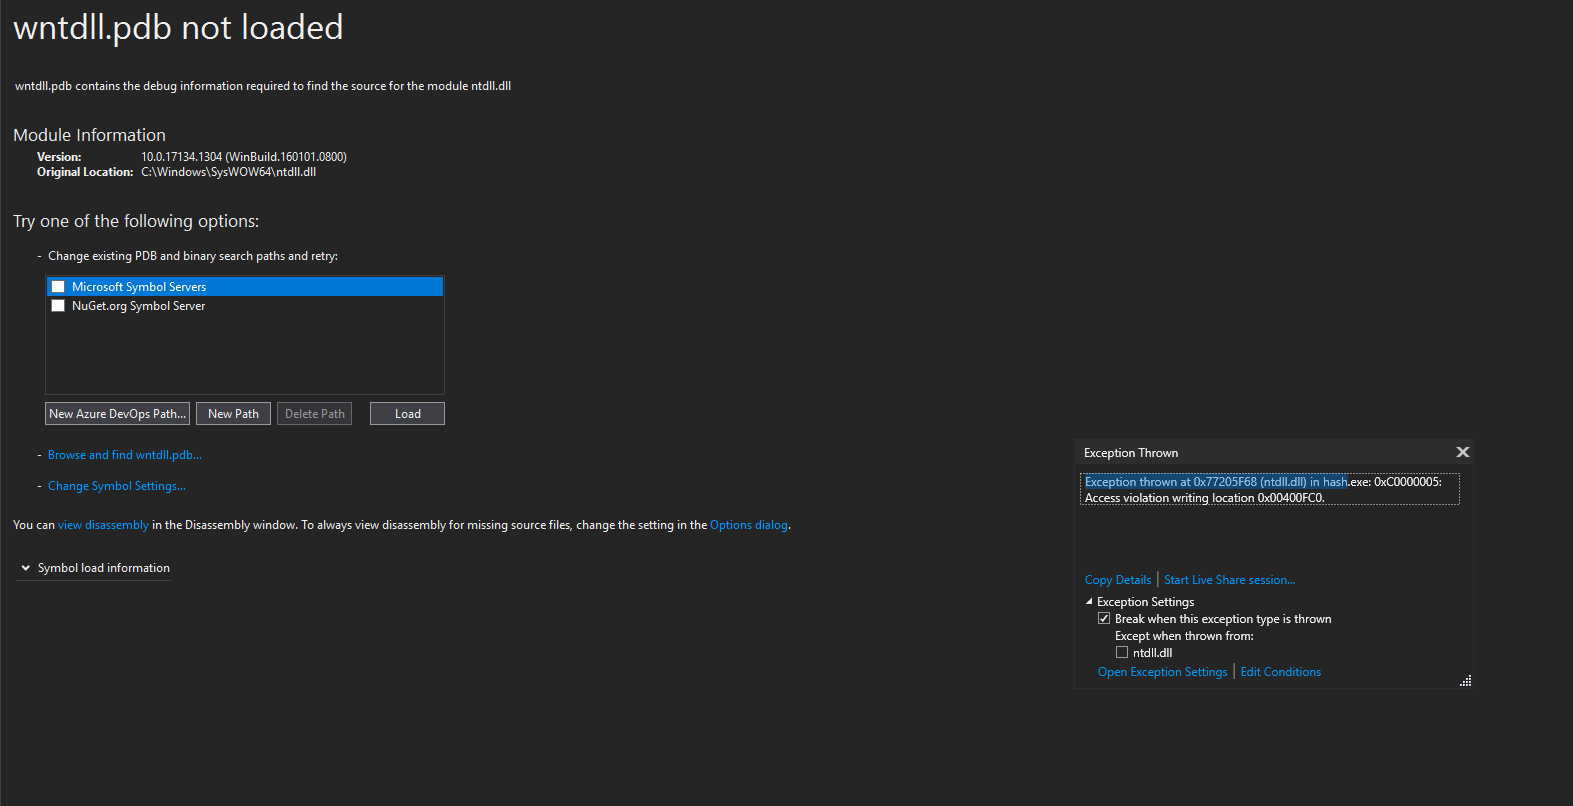 wntdll.pdb not loaded
wntdll.pdb contains the debug information required to find the source for the module ntdll.dll
Module Information
Version: 10.0.17134.1304 (WinBuild.160101.0800)
Original Location: C:\Windows\SysWOW64\ntdll.dll
Try one of the following options:
- Change existing PDB and binary search paths and retry:
Microsoft Symbol Servers
NuGet.org Symbol Server
New Azure DevOps Path... New Path Delete Path Load
- Browse and find wntdll.pdb...
- Change Symbol Settings...
You can view disassembly in the Disassembly window. To always view disassembly for missing source files, change the setting in the Options dialog.
Symbol load information
Exception Thrown
Exception thrown at 0x77205F68 (ntdll.dll) in hash.exe: 0xC0000005:
Access violation writing location 0x00400FC0.
Copy Details | Start Live Share session...
Exception Settings
Break when this exception type is thrown
Except when thrown from:
ntdll.dll
Open Exception Settings | Edit Conditions